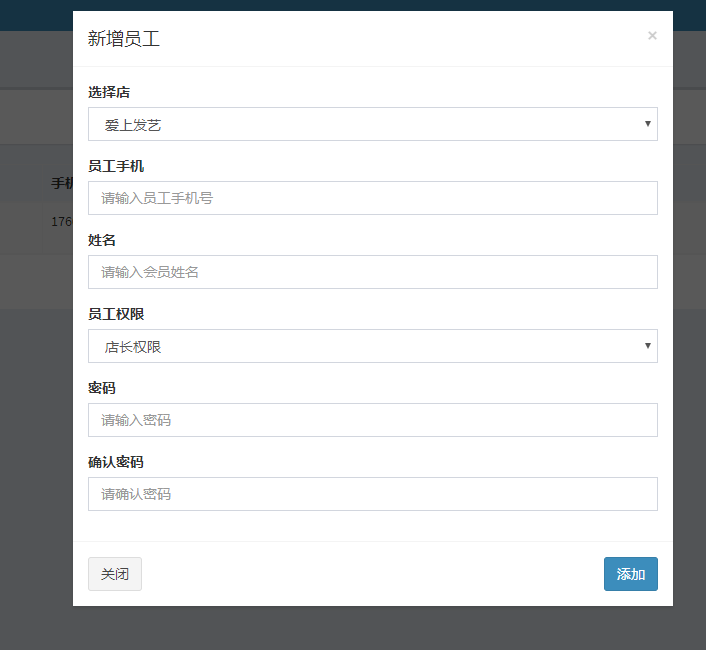 新增员工
×
选择店
爱上发艺
员工手机
请输入员工手机号
姓名
请输入会员姓名
员工权限
店长权限
密码
请输入密码
确认密码
请确认密码
关闭
添加
手机
176